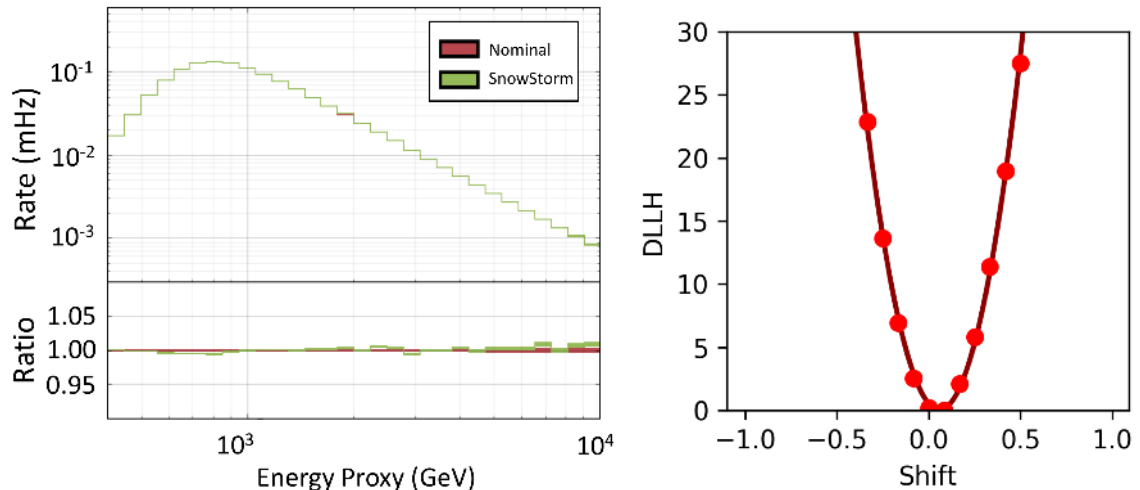 Rate (mHz)
10⁻¹
10⁻²
10⁻³
Nominal
SnowStorm
Ratio
1.05
1.00
0.95
10³
10⁴
Energy Proxy (GeV)
DLLH
30
25
20
15
10
5
0
−1.0
−0.5
0.0
0.5
1.0
Shift